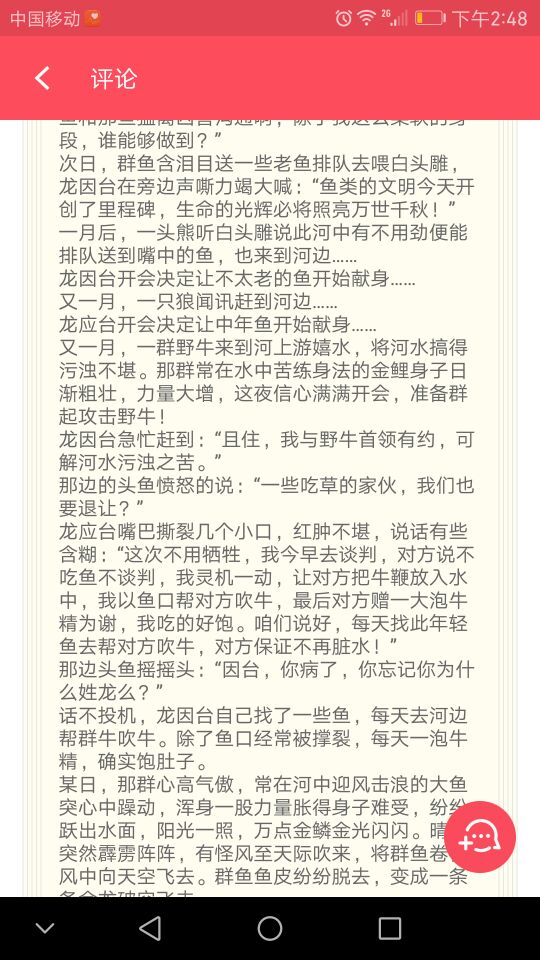 中国移动
2G
下午2:48
评论
段，谁能够做到？”
次日，群鱼含泪目送一些老鱼排队去喂白头雕，
龙因台在旁边声嘶力竭大喊：“鱼类的文明今天开
创了里程碑，生命的光辉必将照亮万世千秋！”
一月后，一头熊听白头雕说此河中有不用劲便能
排队送到嘴中的鱼，也来到河边……
龙因台开会决定让不太老的鱼开始献身……
又一月，一只狼闻讯赶到河边……
龙应台开会决定让中年鱼开始献身……
又一月，一群野牛来到河上游嬉水，将河水搞得
污浊不堪。那群常在水中苦练身法的金鲤身子日
渐粗壮，力量大增，这夜信心满满开会，准备群
起攻击野牛！
龙因台急忙赶到：“且住，我与野牛首领有约，可
解河水污浊之苦。”
那边的头鱼愤怒的说：“一些吃草的家伙，我们也
要退让？”
龙应台嘴巴撕裂几个小口，红肿不堪，说话有些
含糊：“这次不用牺牲，我今早去谈判，对方说不
吃鱼不谈判，我灵机一动，让对方把牛鞭放入水
中，我以鱼口帮对方吹牛，最后对方赠一大泡牛
精为谢，我吃的好饱。咱们说好，每天找此年轻
鱼去帮对方吹牛，对方保证不再脏水！”
那边头鱼摇摇头：“因台，你病了，你忘记你为什
么姓龙么？”
话不投机，龙因台自己找了一些鱼，每天去河边
帮群牛吹牛。除了鱼口经常被撑裂，每天一泡牛
精，确实饱肚子。
某日，那群心高气傲，常在河中迎风击浪的大鱼
突心中躁动，浑身一股力量胀得身子难受，纷纷
跃出水面，阳光一照，万点金鳞金光闪闪。晴
突然霹雳阵阵，有怪风至天际吹来，将群鱼卷
风中向天空飞去。群鱼鱼皮纷纷脱去，变成一条